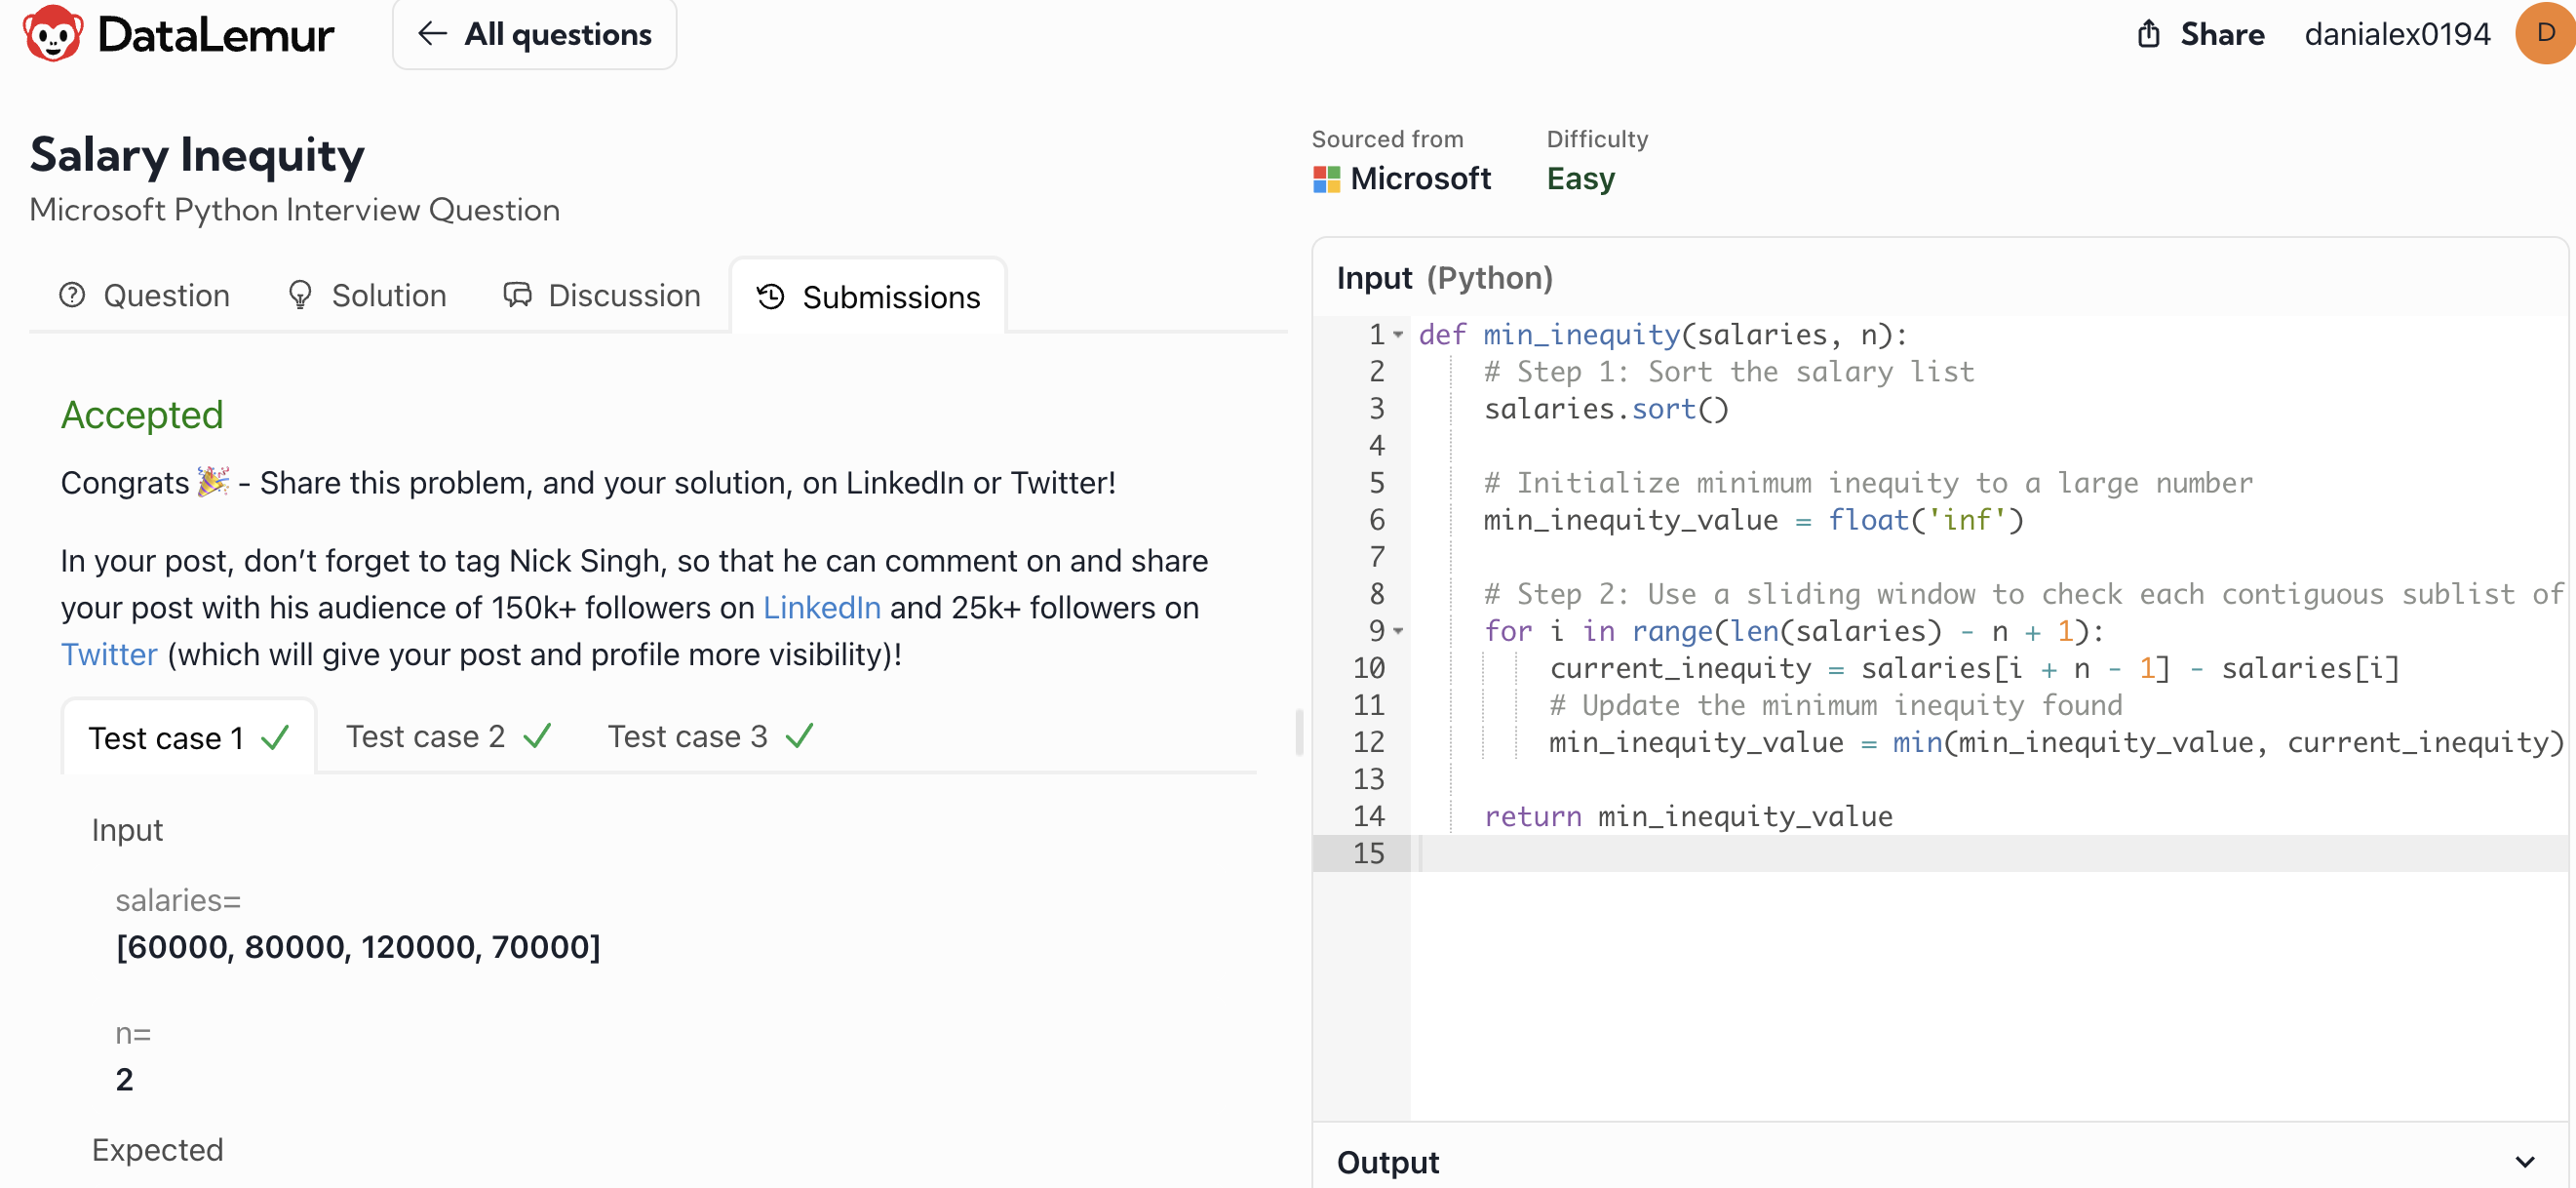 DataLemur
← All questions
Share
danialex0194
D
Salary Inequity
Microsoft Python Interview Question
Question
Solution
Discussion
Submissions
Accepted
Congrats 🎉 - Share this problem, and your solution, on LinkedIn or Twitter!
In your post, don’t forget to tag Nick Singh, so that he can comment on and share
your post with his audience of 150k+ followers on LinkedIn and 25k+ followers on
Twitter (which will give your post and profile more visibility)!
Test case 1 ✓
Test case 2 ✓
Test case 3 ✓
Input
salaries=
[60000, 80000, 120000, 70000]
n=
2
Expected
Sourced from
Microsoft
Difficulty
Easy
Input (Python)
1 def min_inequity(salaries, n):
2     # Step 1: Sort the salary list
3     salaries.sort()
4
5     # Initialize minimum inequity to a large number
6     min_inequity_value = float('inf')
7
8     # Step 2: Use a sliding window to check each contiguous sublist of
9     for i in range(len(salaries) - n + 1):
10         current_inequity = salaries[i + n - 1] - salaries[i]
11         # Update the minimum inequity found
12         min_inequity_value = min(min_inequity_value, current_inequity)
13
14     return min_inequity_value
15
Output